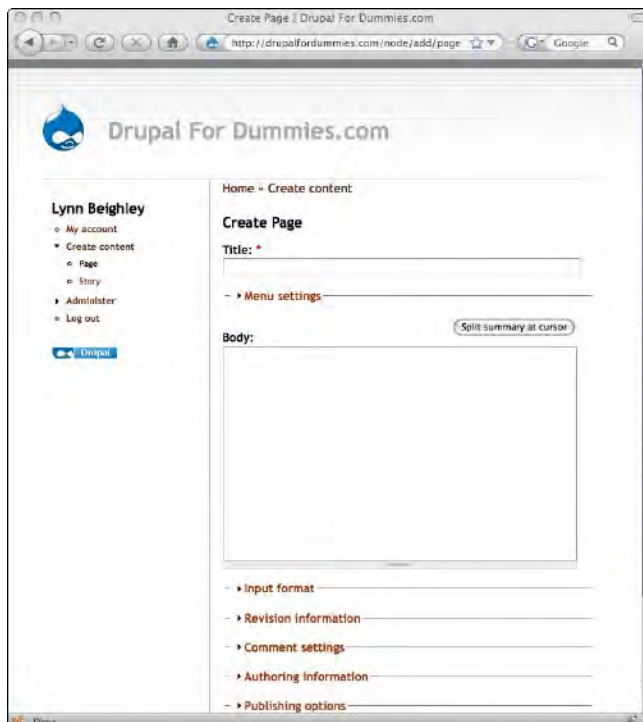 Create Page | Drupal For Dummies.com
http://drupalfordummies.com/node/add/page
Google
Drupal For Dummies.com
Home » Create content
Lynn Beighley
My account
Create content
Page
Story
Administer
Log out
Drupal
Create Page
Title: *
Menu settings
Split summary at cursor
Body:
Input format
Revision information
Comment settings
Authoring information
Publishing options
Done